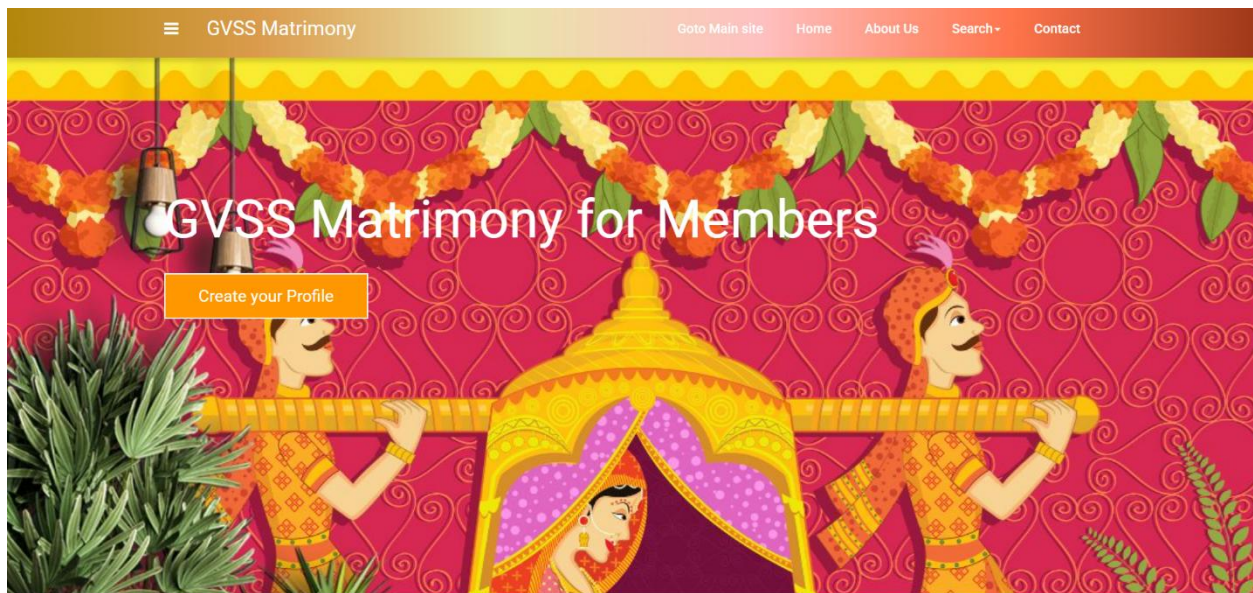 GVSS Matrimony
Goto Main site Home About Us Search Contact
GVSS Matrimony for Members
Create your Profile